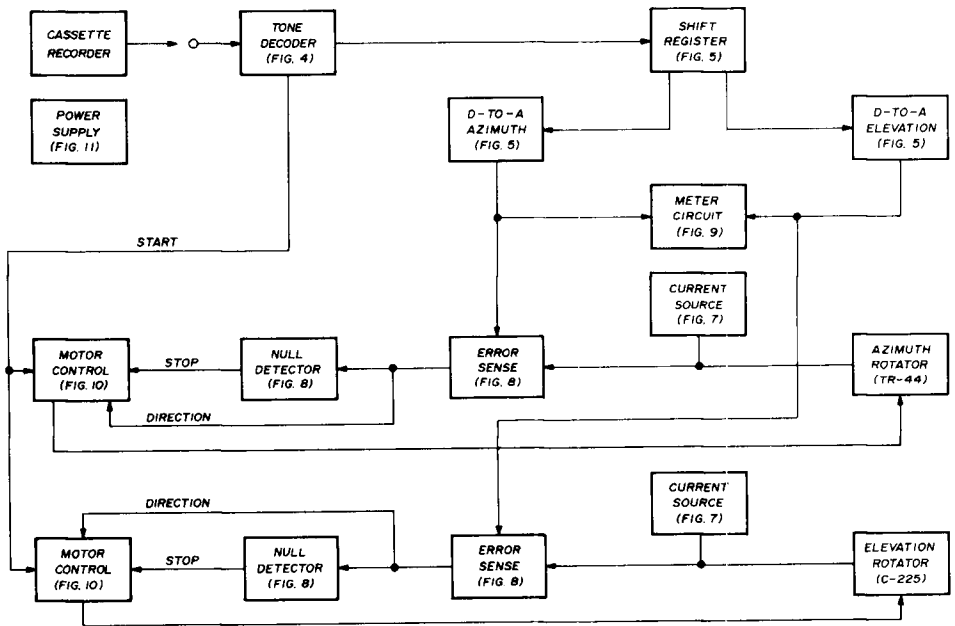 CASSETTE
RECORDER
TONE
DECODER
(FIG. 4)
SHIFT
REGISTER
(FIG. 5)
POWER
SUPPLY
(FIG. 11)
D-TO-A
AZIMUTH
(FIG. 5)
D-TO-A
ELEVATION
(FIG. 5)
METER
CIRCUIT
(FIG. 9)
START
CURRENT
SOURCE
(FIG. 7)
MOTOR
CONTROL
(FIG. 10)
STOP
NULL
DETECTOR
(FIG. 8)
ERROR
SENSE
(FIG. 8)
AZIMUTH
ROTATOR
(TR-44)
DIRECTION
CURRENT
SOURCE
(FIG. 7)
DIRECTION
MOTOR
CONTROL
(FIG. 10)
STOP
NULL
DETECTOR
(FIG. 8)
ERROR
SENSE
(FIG. 8)
ELEVATION
ROTATOR
(C-225)